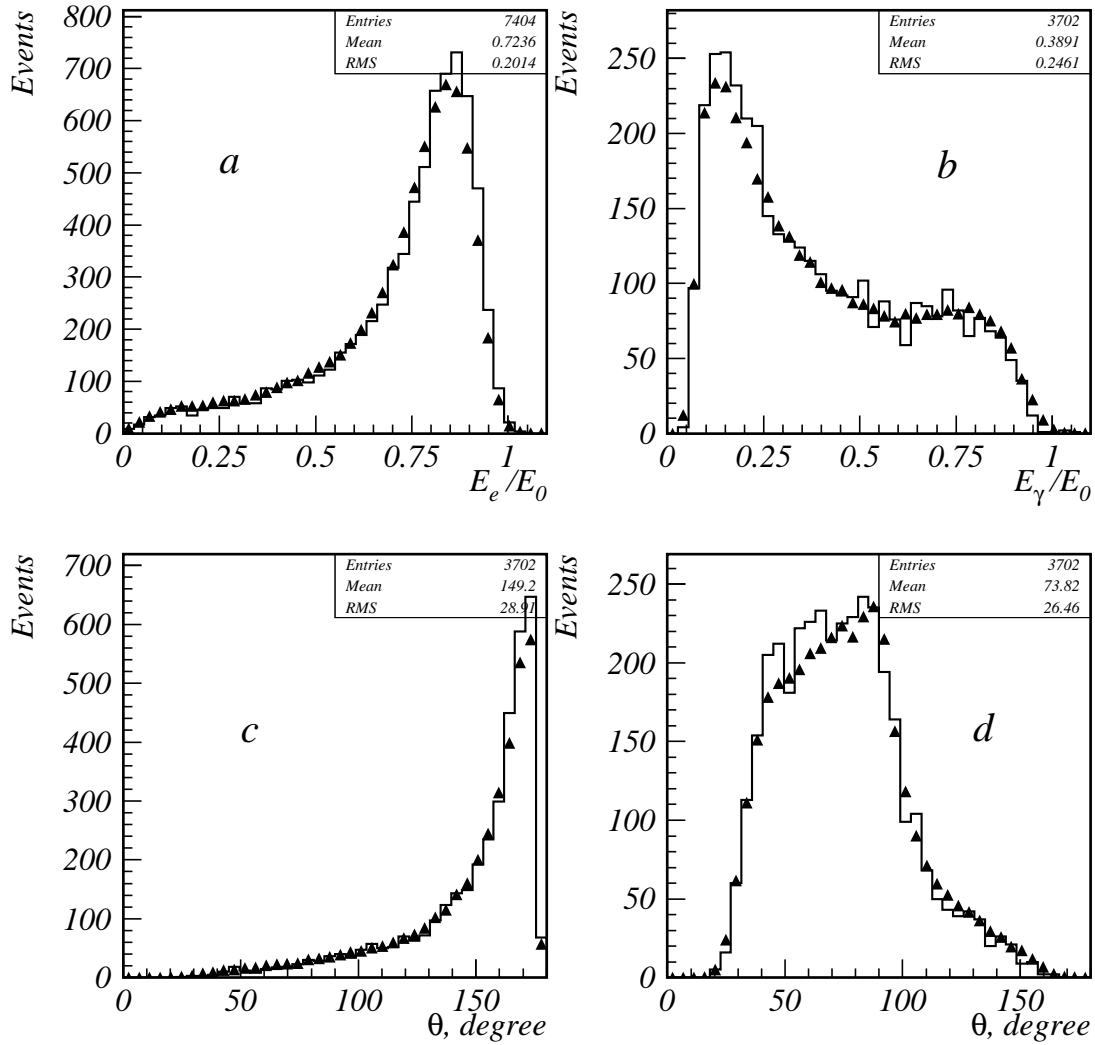 Events
800
700
600
500
400
300
200
100
0
0 0.25 0.5 0.75 1
E_e/E_0
Entries 7404
Mean 0.7236
RMS 0.2014
a
Events
250
200
150
100
50
0
0 0.25 0.5 0.75 1
E_γ/E_0
Entries 3702
Mean 0.3891
RMS 0.2461
b
Events
700
600
500
400
300
200
100
0
0 50 100 150
θ, degree
Entries 3702
Mean 149.2
RMS 28.91
c
Events
250
200
150
100
50
0
0 50 100 150
θ, degree
Entries 3702
Mean 73.82
RMS 26.46
d